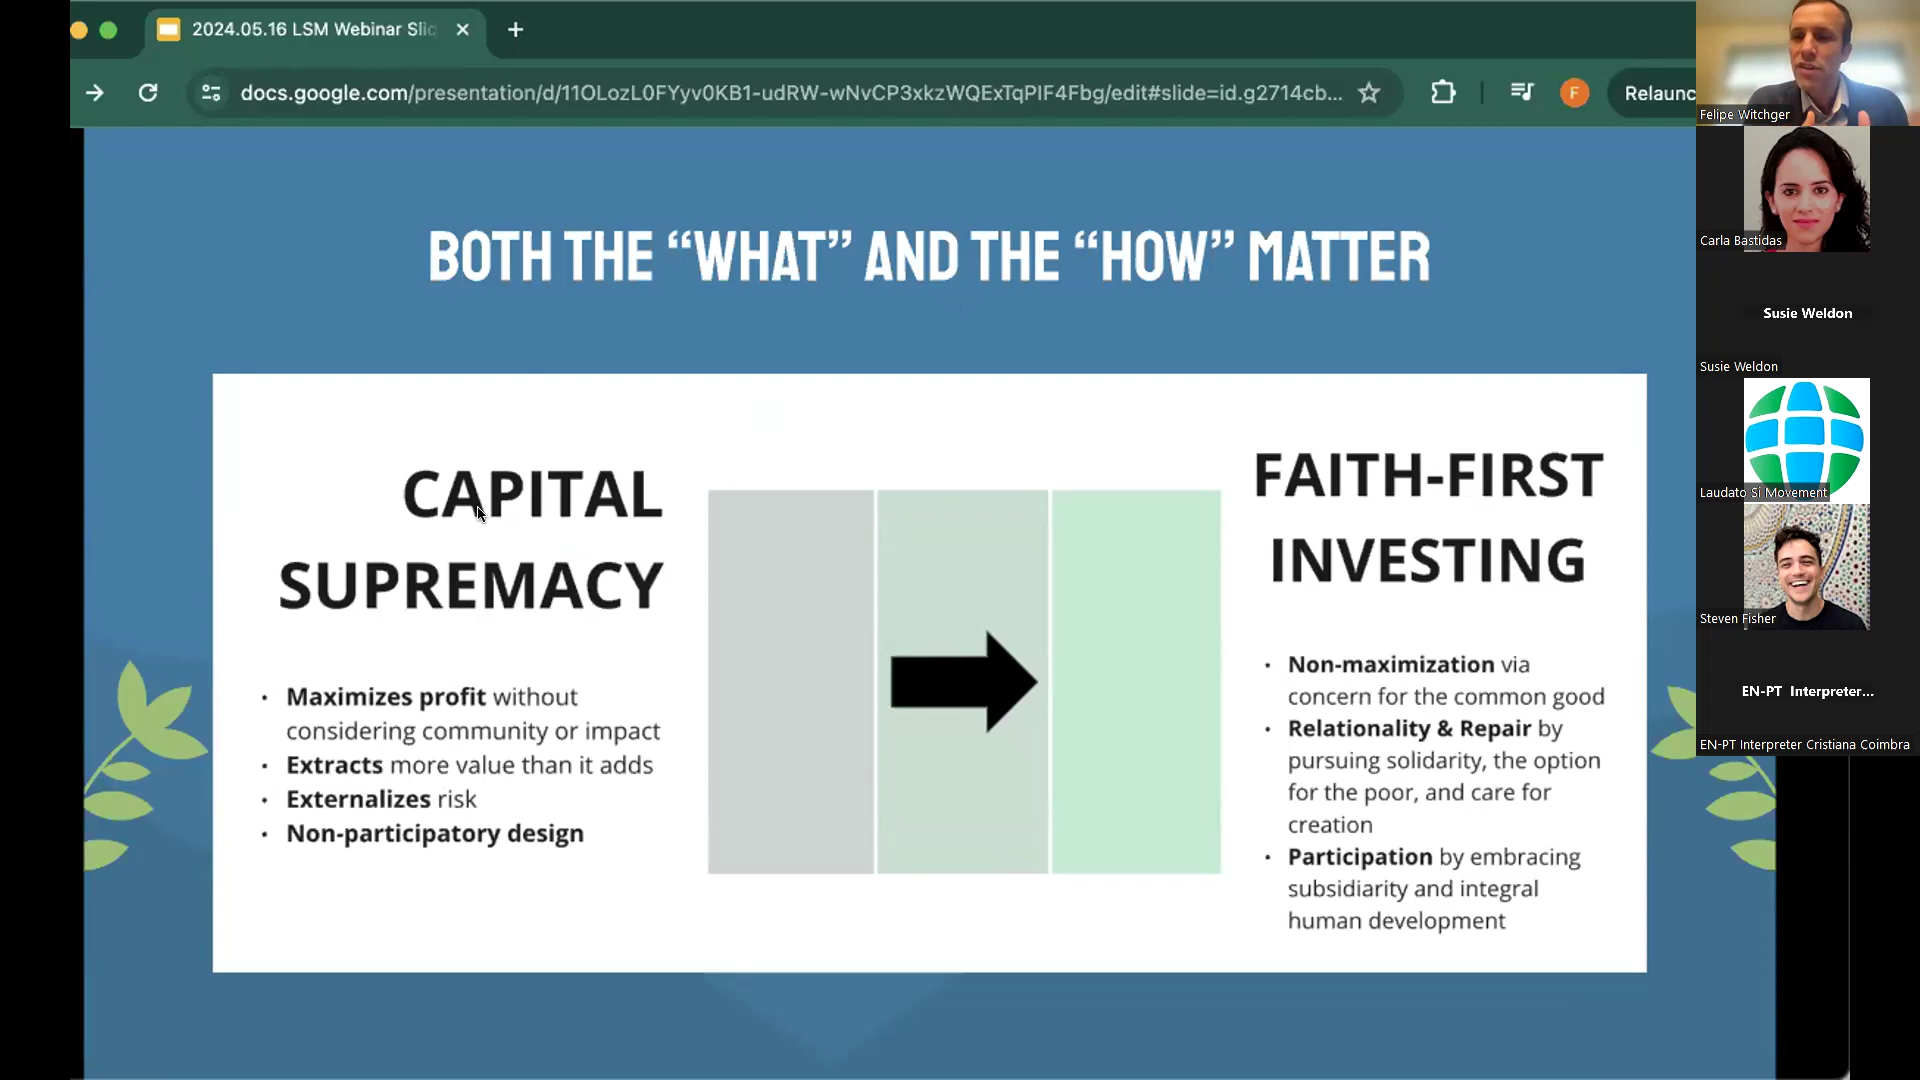 2024.05.16 LSM Webinar Slid
docs.google.com/presentation/d/11OLozL0FYyv0KB1-udRW-wNvCP3xkzWQExTqPIF4Fbg/edit#slide=id.g2714cb...
F
Relaunc
BOTH THE “WHAT” AND THE “HOW” MATTER
CAPITAL
SUPREMACY
• Maximizes profit without
considering community or impact
• Extracts more value than it adds
• Externalizes risk
• Non-participatory design
FAITH-FIRST
INVESTING
• Non-maximization via
concern for the common good
• Relationality & Repair by
pursuing solidarity, the option
for the poor, and care for
creation
• Participation by embracing
subsidiarity and integral
human development
Felipe Witchger
Carla Bastidas
Susie Weldon
Susie Weldon
Laudato Si Movement
Steven Fisher
EN-PT Interpreter...
EN-PT Interpreter Cristiana Coimbra